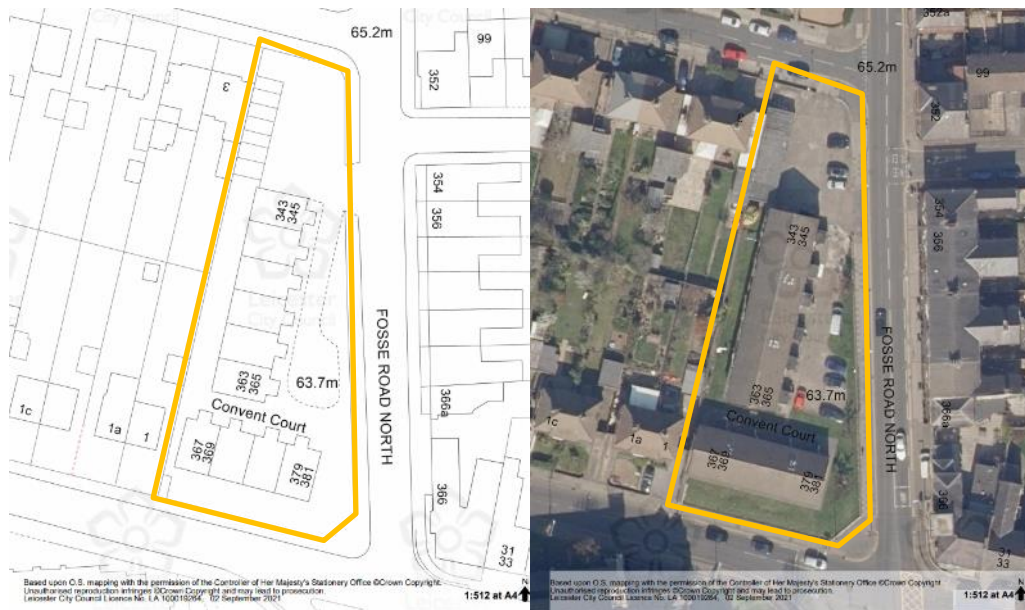 City Council
65.2m
99
352
3
354
356
343
345
FOSSE ROAD NORTH
363
365
63.7m
366a
Convent Court
1c
1a
1
367
369
379
381
366
31
33
Based upon O.S. mapping with the permission of the Controller of Her Majesty's Stationery Office ©Crown Copyright.
Unauthorised reproduction infringes ©Crown Copyright and may lead to prosecution.
Leicester City Council Licence No. LA 100019264. 02 September 2021
1:512 at A4
N
352a
65.2m
99
352
354
356
343
345
FOSSE ROAD NORTH
363
365
63.7m
366a
Convent Court
1c
1a
1
367
369
379
381
366
31
33
Based upon O.S. mapping with the permission of the Controller of Her Majesty's Stationery Office ©Crown Copyright
Unauthorised reproduction infringes ©Crown Copyright and may lead to prosecution.
Leicester City Council Licence No. LA 100019264. 02 September 2021
1:512 at A4
N